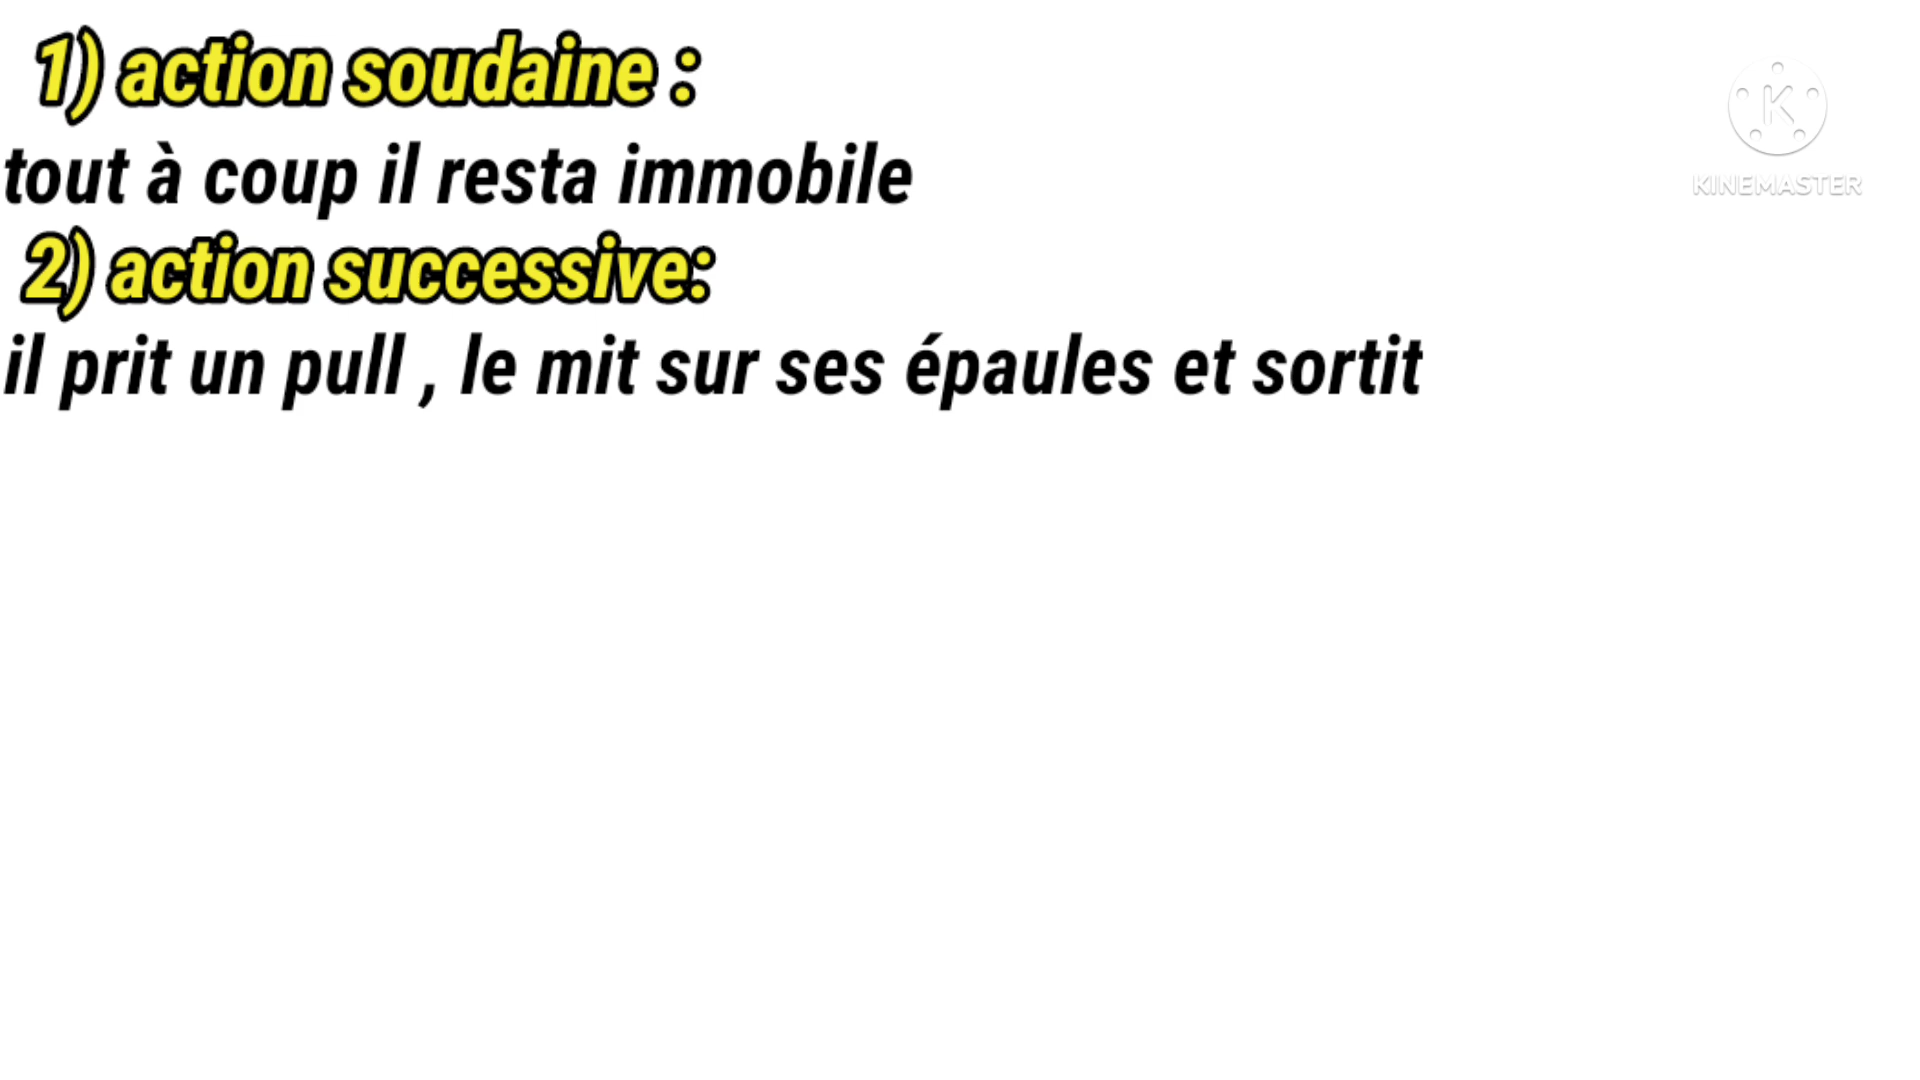 1) action soudaine :
tout à coup il resta immobile
2) action successive:
il prit un pull , le mit sur ses épaules et sortit
K
KINEMASTER